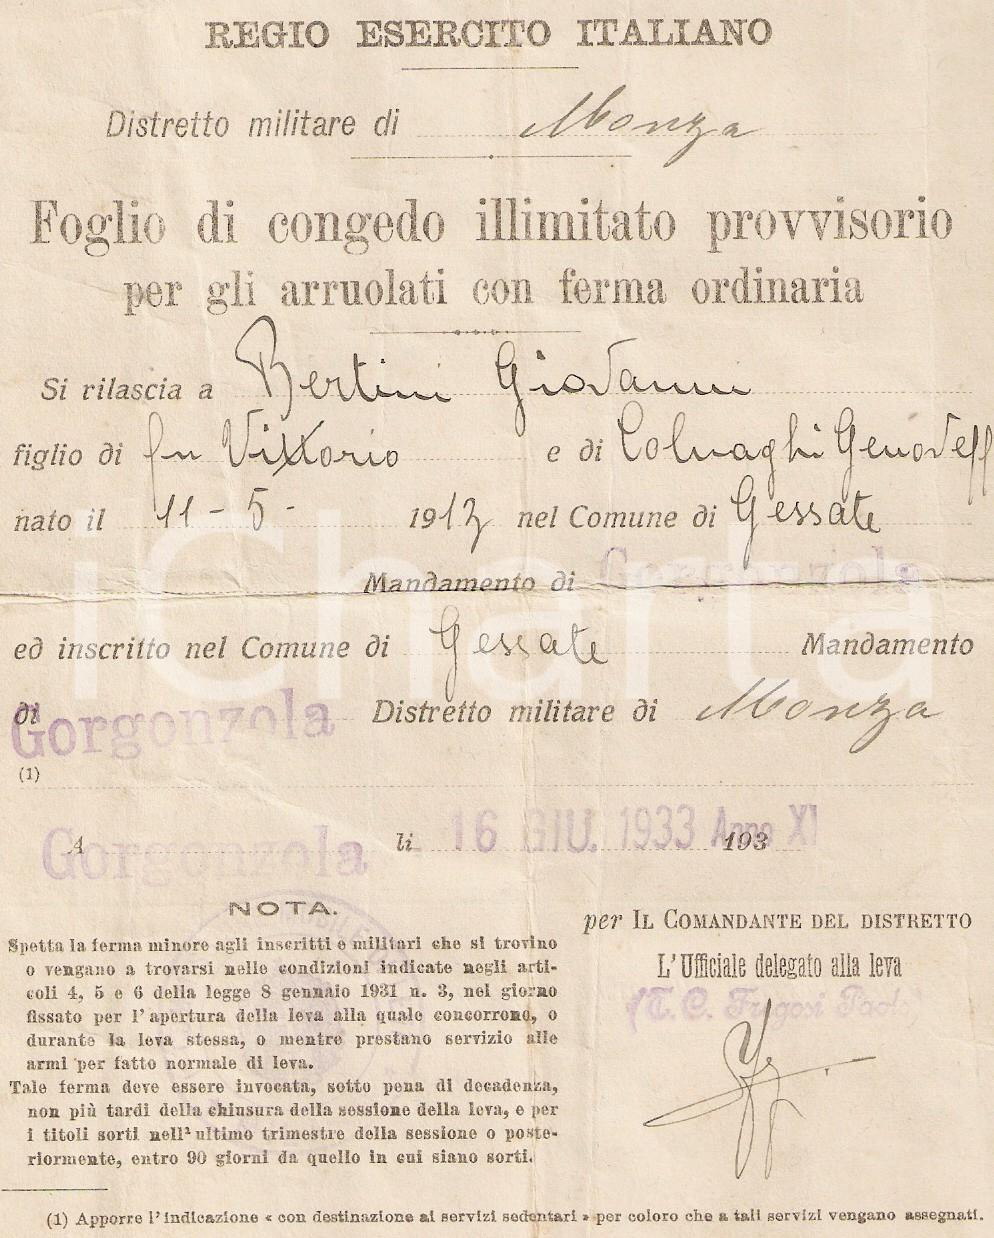 REGIO ESERCITO ITALIANO
Distretto militare di Monza
Foglio di congedo illimitato provvisorio
per gli arruolati con ferma ordinaria
Si rilascia a Bertini Giovanni
figlio di fu Vittorio e di Colnaghi Genoveff
nato il 11 - 5 - 1913 nel Comune di Gessate
Mandamento di Gorgonzola
iCharta
ed inscritto nel Comune di Gessate Mandamento
di Gorgonzola Distretto militare di Monza
(1)
A Gorgonzola li 16 GIU. 1933 Anno XI 193
NOTA.
Spetta la ferma minore agli inscritti e militari che si trovino
o vengano a trovarsi nelle condizioni indicate negli arti-
coli 4, 5 e 6 della legge 8 gennaio 1931 n. 3, nel giorno
fissato per l'apertura della leva alla quale concorrono, o
durante la leva stessa, o mentre prestano servizio alle
armi per fatto normale di leva.
Tale ferma deve essere invocata, sotto pena di decadenza,
non più tardi della chiusura della sessione della leva, e per
i titoli sorti nell'ultimo trimestre della sessione o poste-
riormente, entro 90 giorni da quello in cui siano sorti.
per IL COMANDANTE DEL DISTRETTO
L'Ufficiale delegato alla leva
(T. C. Frugosi Paolo)
(1) Apporre l'indicazione « con destinazione ai servizi sedentari » per coloro che a tali servizi vengano assegnati.